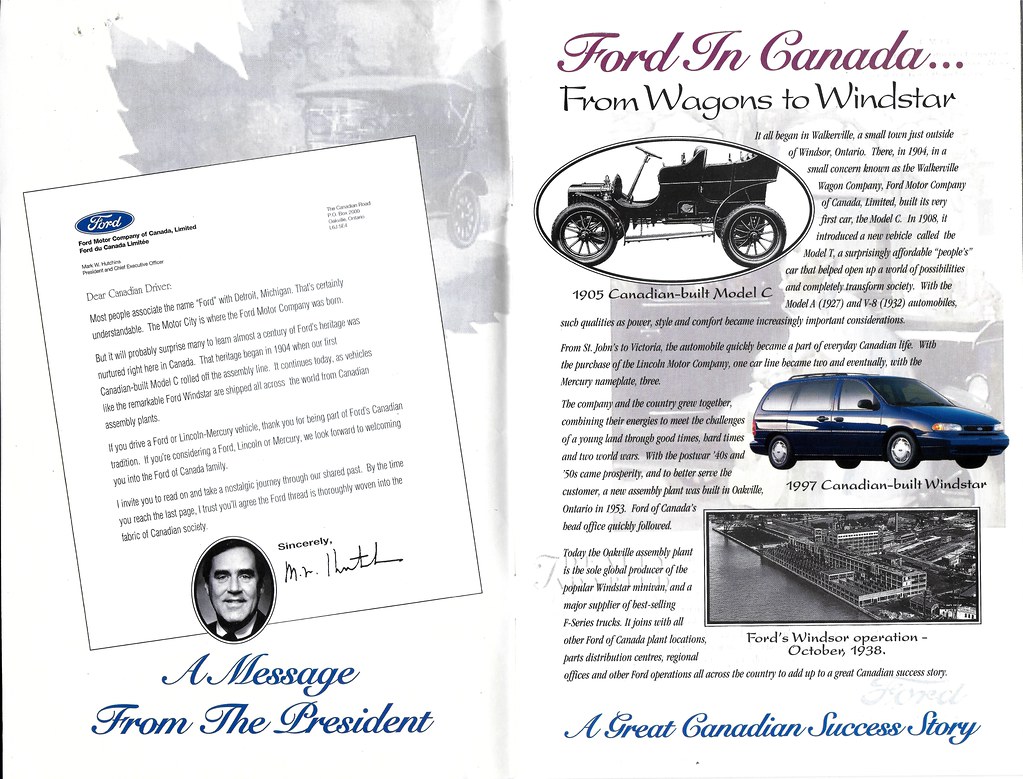 Ford
Ford Motor Company of Canada, Limited
Ford du Canada Limitée
Mark W. Hutchins
President and Chief Executive Officer
The Canadian Road
P.O. Box 2000
Oakville, Ontario
L6J 5E4
Dear Canadian Driver:
Most people associate the name "Ford" with Detroit, Michigan. That's certainly
understandable. The Motor City is where the Ford Motor Company was born.
But it will probably surprise many to learn almost a century of Ford's heritage was
nurtured right here in Canada. That heritage began in 1904 when our first
Canadian-built Model C rolled off the assembly line. It continues today, as vehicles
like the remarkable Ford Windstar are shipped all across the world from Canadian
assembly plants.
If you drive a Ford or Lincoln-Mercury vehicle, thank you for being part of Ford's Canadian
tradition. If you're considering a Ford, Lincoln or Mercury, we look forward to welcoming
you into the Ford of Canada family.
I invite you to read on and take a nostalgic journey through our shared past. By the time
you reach the last page, I trust you'll agree the Ford thread is thoroughly woven into the
fabric of Canadian society.
Sincerely,
A Message
From The President
Ford In Canada...
From Wagons to Windstar
It all began in Walkerville, a small town just outside
of Windsor, Ontario. There, in 1904, in a
small concern known as the Walkerville
Wagon Company, Ford Motor Company
of Canada, Limited, built its very
first car, the Model C. In 1908, it
introduced a new vehicle called the
Model T, a surprisingly affordable "people's"
car that helped open up a world of possibilities
and completely transform society. With the
Model A (1927) and V-8 (1932) automobiles,
such qualities as power, style and comfort became increasingly important considerations.
1905 Canadian-built Model C
From St. John's to Victoria, the automobile quickly became a part of everyday Canadian life. With
the purchase of the Lincoln Motor Company, one car line became two and eventually, with the
Mercury nameplate, three.
The company and the country grew together,
combining their energies to meet the challenges
of a young land through good times, hard times
and two world wars. With the postwar '40s and
'50s came prosperity, and to better serve the
customer, a new assembly plant was built in Oakville,
Ontario in 1953. Ford of Canada's
head office quickly followed.
1997 Canadian-built Windstar
Today the Oakville assembly plant
is the sole global producer of the
popular Windstar minivan, and a
major supplier of best-selling
F-Series trucks. It joins with all
other Ford of Canada plant locations,
parts distribution centres, regional
offices and other Ford operations all across the country to add up to a great Canadian success story.
Ford's Windsor operation -
October, 1938.
A Great Canadian Success Story